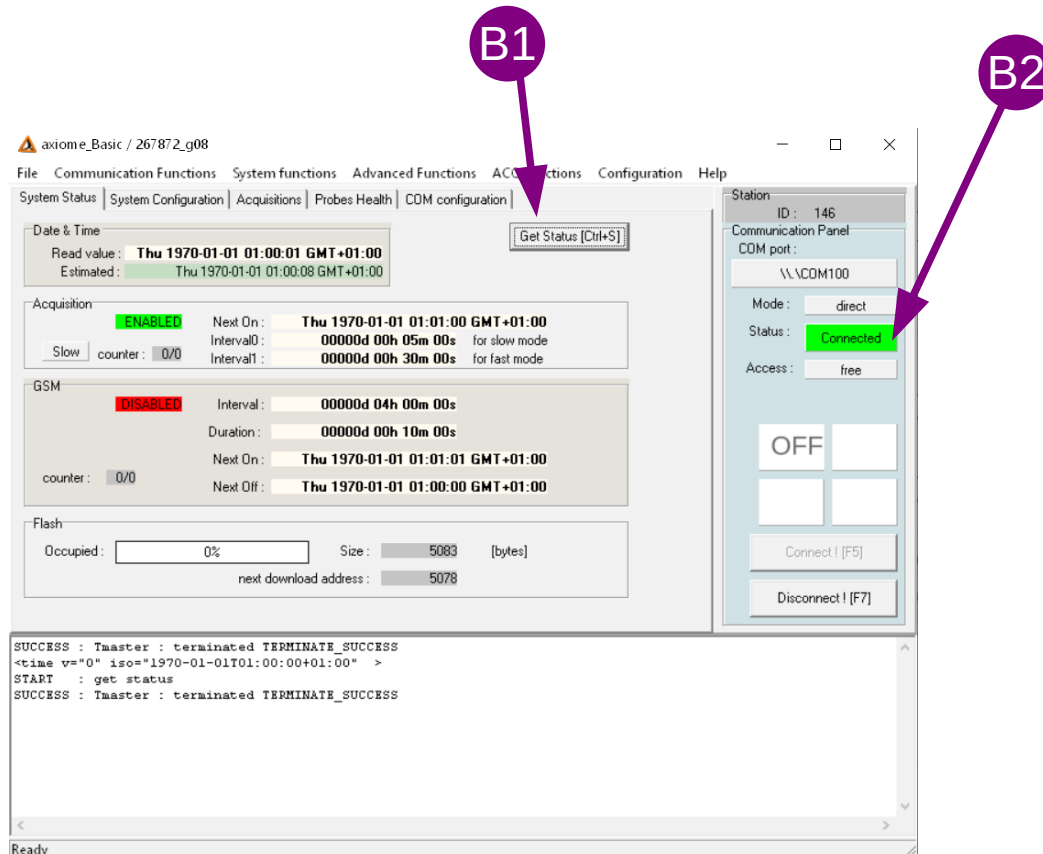 B1
B2
axiome_Basic / 267872_g08
File Communication Functions System functions Advanced Functions ACQ ctions Configuration Help
System Status System Configuration Acquisitions Probes Health COM configuration
Get Status [Ctrl+S]
Date & Time
Read value : Thu 1970-01-01 01:00:01 GMT+01:00
Estimated : Thu 1970-01-01 01:00:08 GMT+01:00
Acquisition
ENABLED Next On : Thu 1970-01-01 01:01:00 GMT+01:00
Interval0 : 00000d 00h 05m 00s for slow mode
Slow counter : 0/0 Interval1 : 00000d 00h 30m 00s for fast mode
GSM
DISABLED Interval : 00000d 04h 00m 00s
Duration : 00000d 00h 10m 00s
Next On : Thu 1970-01-01 01:01:01 GMT+01:00
counter : 0/0
Next Off : Thu 1970-01-01 01:00:00 GMT+01:00
Flash
Occupied : 0% Size : 5083 [bytes]
next download address : 5078
Station
ID : 146
Communication Panel
COM port :
\\.\COM100
Mode : direct
Status : Connected
Access : free
OFF
Connect ! [F5]
Disconnect ! [F7]
SUCCESS : Tmaster : terminated TERMINATE_SUCCESS
<time v="0" iso="1970-01-01T01:00:00+01:00" >
START : get status
SUCCESS : Tmaster : terminated TERMINATE_SUCCESS
Ready